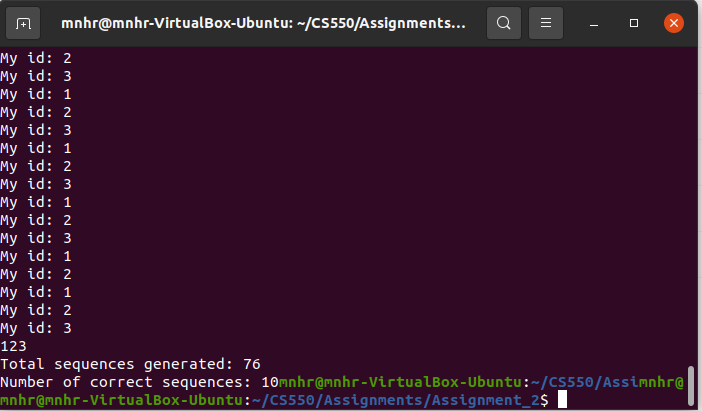 mnhr@mnhr-VirtualBox-Ubuntu: ~/CS550/Assignments...
My id: 2
My id: 3
My id: 1
My id: 2
My id: 3
My id: 1
My id: 2
My id: 3
My id: 1
My id: 2
My id: 3
My id: 1
My id: 2
My id: 1
My id: 2
My id: 3
123
Total sequences generated: 76
Number of correct sequences: 10mnhr@mnhr-VirtualBox-Ubuntu:~/CS550/Assimnhr@
mnhr@mnhr-VirtualBox-Ubuntu:~/CS550/Assignments/Assignment_2$